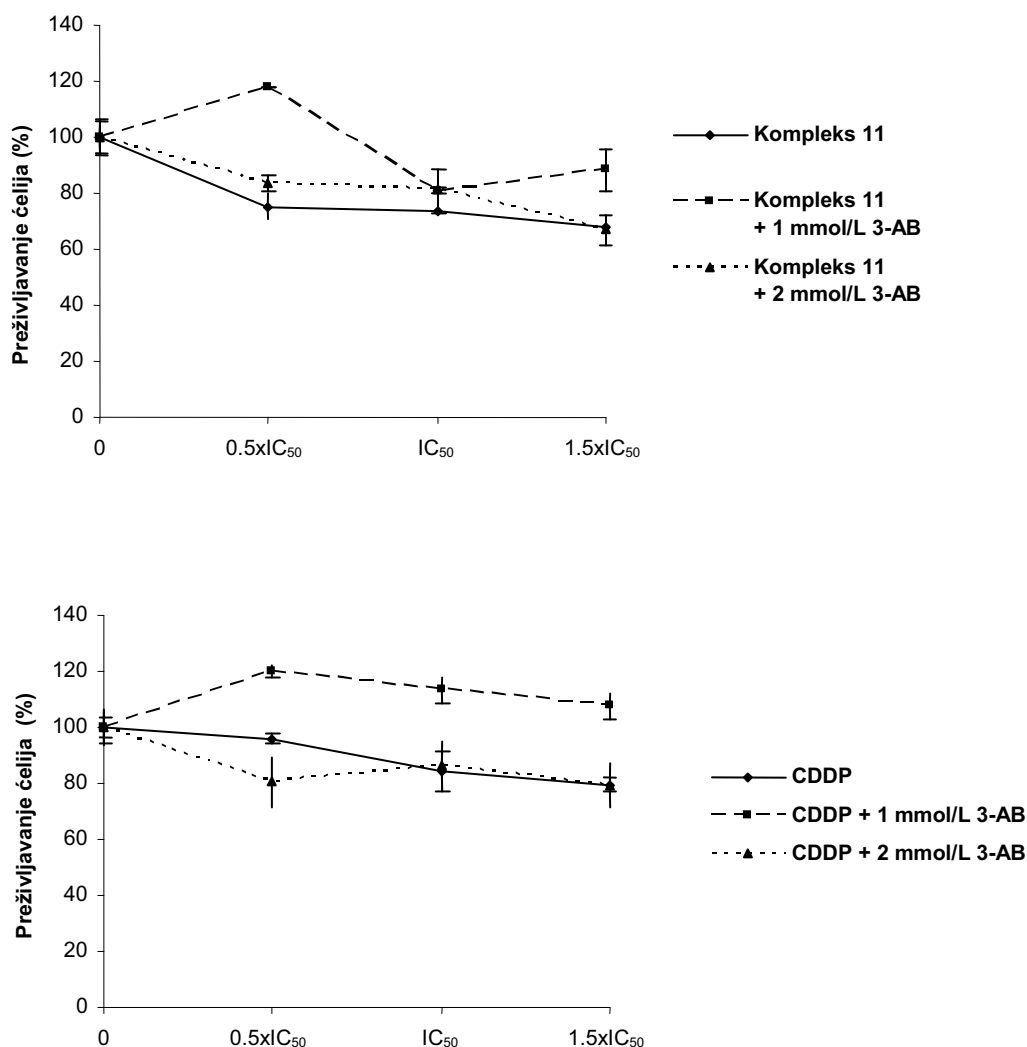 140
120
100
80
60
40
20
0
Preživljavanje ćelija (%)
0 0.5xIC₅₀ IC₅₀ 1.5xIC₅₀
Kompleks 11
Kompleks 11
+ 1 mmol/L 3-AB
Kompleks 11
+ 2 mmol/L 3-AB
140
120
100
80
60
40
20
0
Preživljavanje ćelija (%)
0 0.5xIC₅₀ IC₅₀ 1.5xIC₅₀
CDDP
CDDP + 1 mmol/L 3-AB
CDDP + 2 mmol/L 3-AB